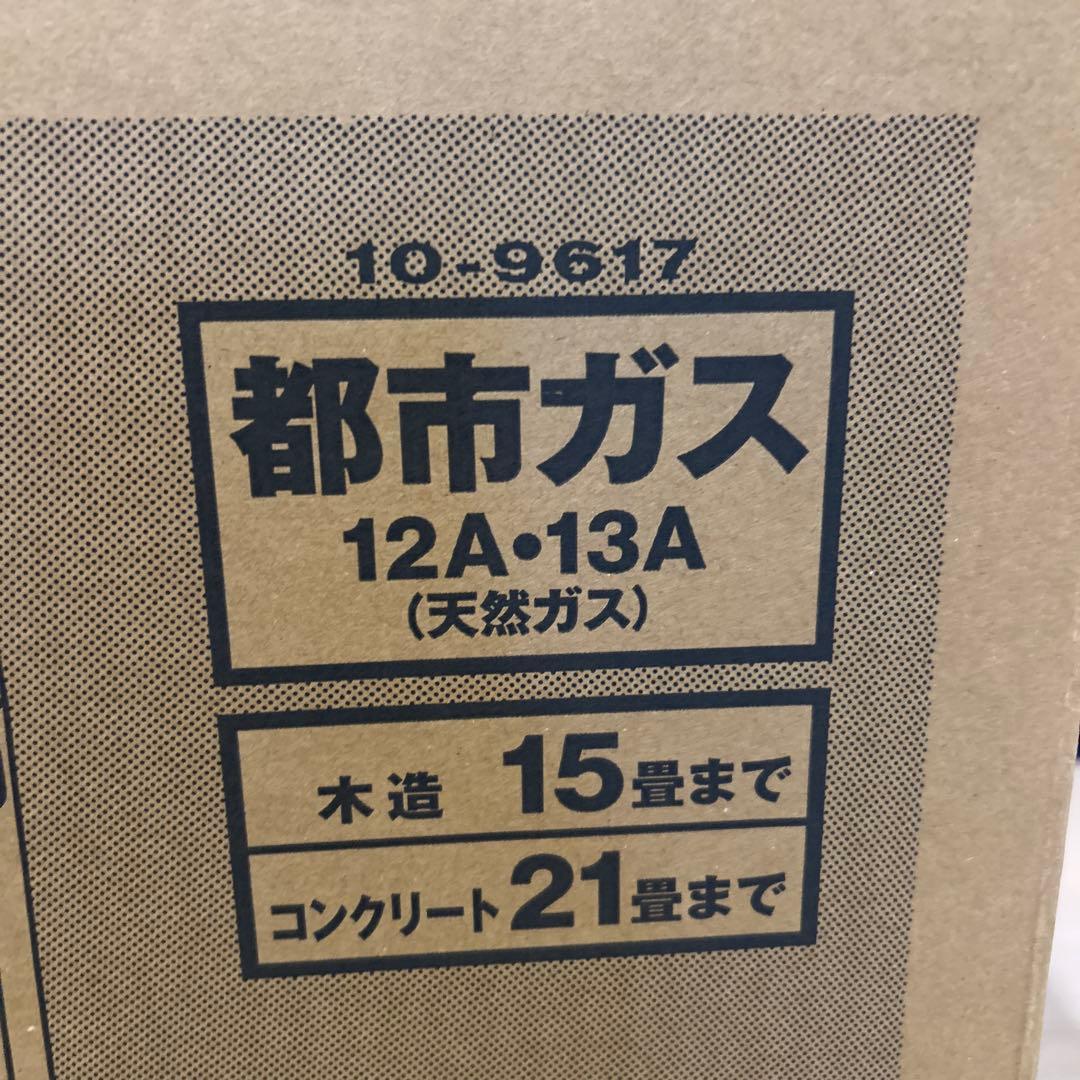 10-9617
都市ガス
12A・13A
(天然ガス)
木造 15畳まで
コンクリート21畳まで